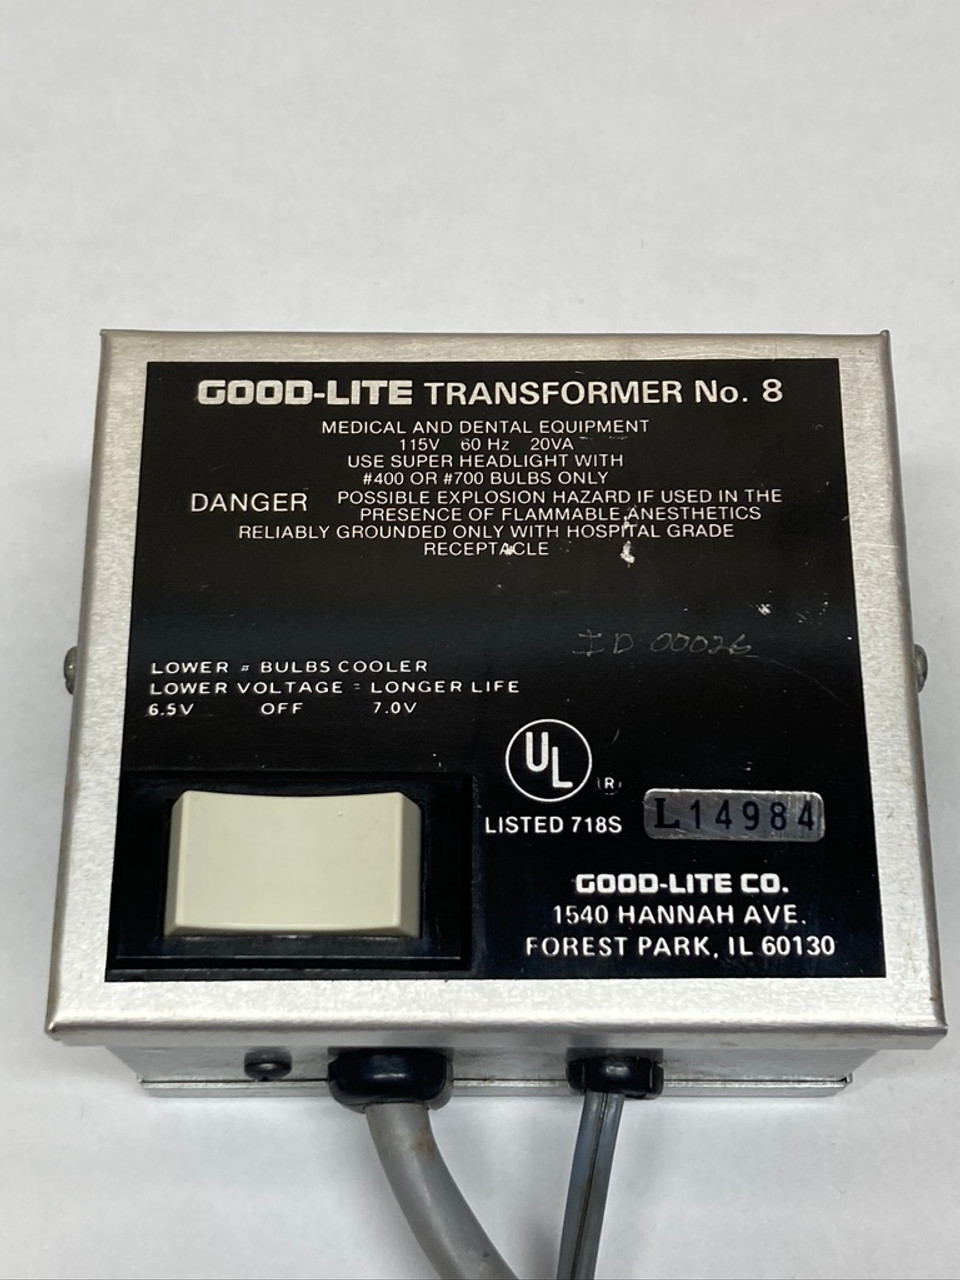 GOOD-LITE TRANSFORMER No. 8
MEDICAL AND DENTAL EQUIPMENT
115V 60 Hz 20VA
USE SUPER HEADLIGHT WITH
#400 OR #700 BULBS ONLY
DANGER POSSIBLE EXPLOSION HAZARD IF USED IN THE
PRESENCE OF FLAMMABLE ANESTHETICS
RELIABLY GROUNDED ONLY WITH HOSPITAL GRADE
RECEPTACLE
ID 00026
LOWER = BULBS COOLER
LOWER VOLTAGE = LONGER LIFE
6.5V OFF 7.0V
UL (R)
LISTED 718S L14984
GOOD-LITE CO.
1540 HANNAH AVE.
FOREST PARK, IL 60130